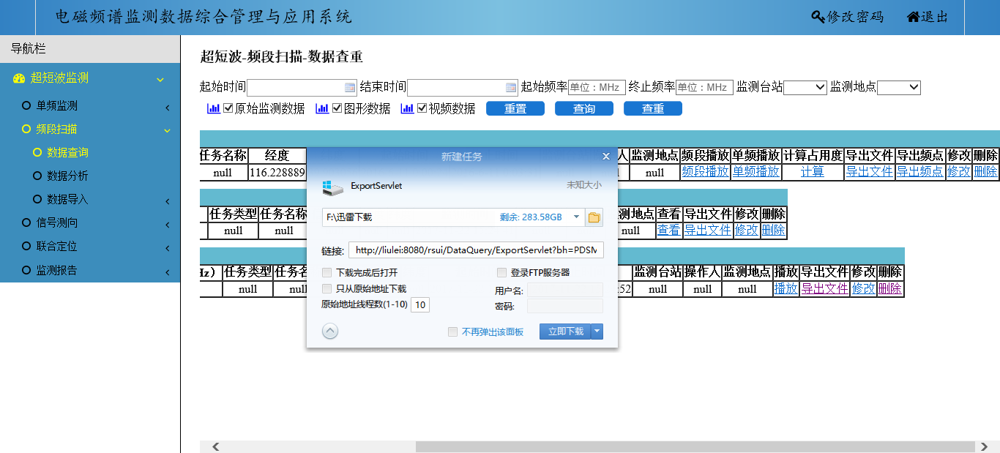 电磁频谱监测数据综合管理与应用系统 修改密码 退出
导航栏
超短波监测
单频监测
频段扫描
数据查询
数据分析
数据导入
信号测向
联合定位
监测报告
超短波-频段扫描-数据查重
起始时间 结束时间 起始频率 单位：MHz 终止频率 单位：MHz 监测台站 监测地点
原始监测数据 图形数据 视频数据 重置 查询 查重
任务名称 经度 人 监测地点 频段播放 单频播放 计算占用度 导出文件 导出频点 修改 删除
null 116.228889 null 频段播放 单频播放 计算 导出文件 导出频点 修改 删除
任务类型 任务名称 测地点 查看 导出文件 修改 删除
null null null 查看 导出文件 修改 删除
Hz） 任务类型 任务名 监测台站 操作人 监测地点 播放 导出文件 修改 删除
null null :52 null null null 播放 导出文件 修改 删除
新建任务
ExportServlet 未知大小
F:\迅雷下载 剩余: 283.58GB
链接: http://liulei:8080/rsui/DataQuery/ExportServlet?bh=PDSM
下载完成后打开 登录FTP服务器
只从原始地址下载 用户名:
原始地址线程数(1-10) 10 密码:
不再弹出该面板 立即下载